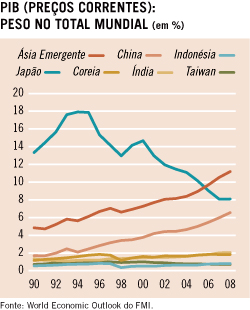 PIB (PREÇOS CORRENTES):
PESO NO TOTAL MUNDIAL (em %)
Ásia Emergente China Indonésia
Japão Coreia Índia Taiwan
20
18
16
14
12
10
8
6
4
2
0
90 92 94 96 98 00 02 04 06 08
Fonte: World Economic Outlook do FMI.